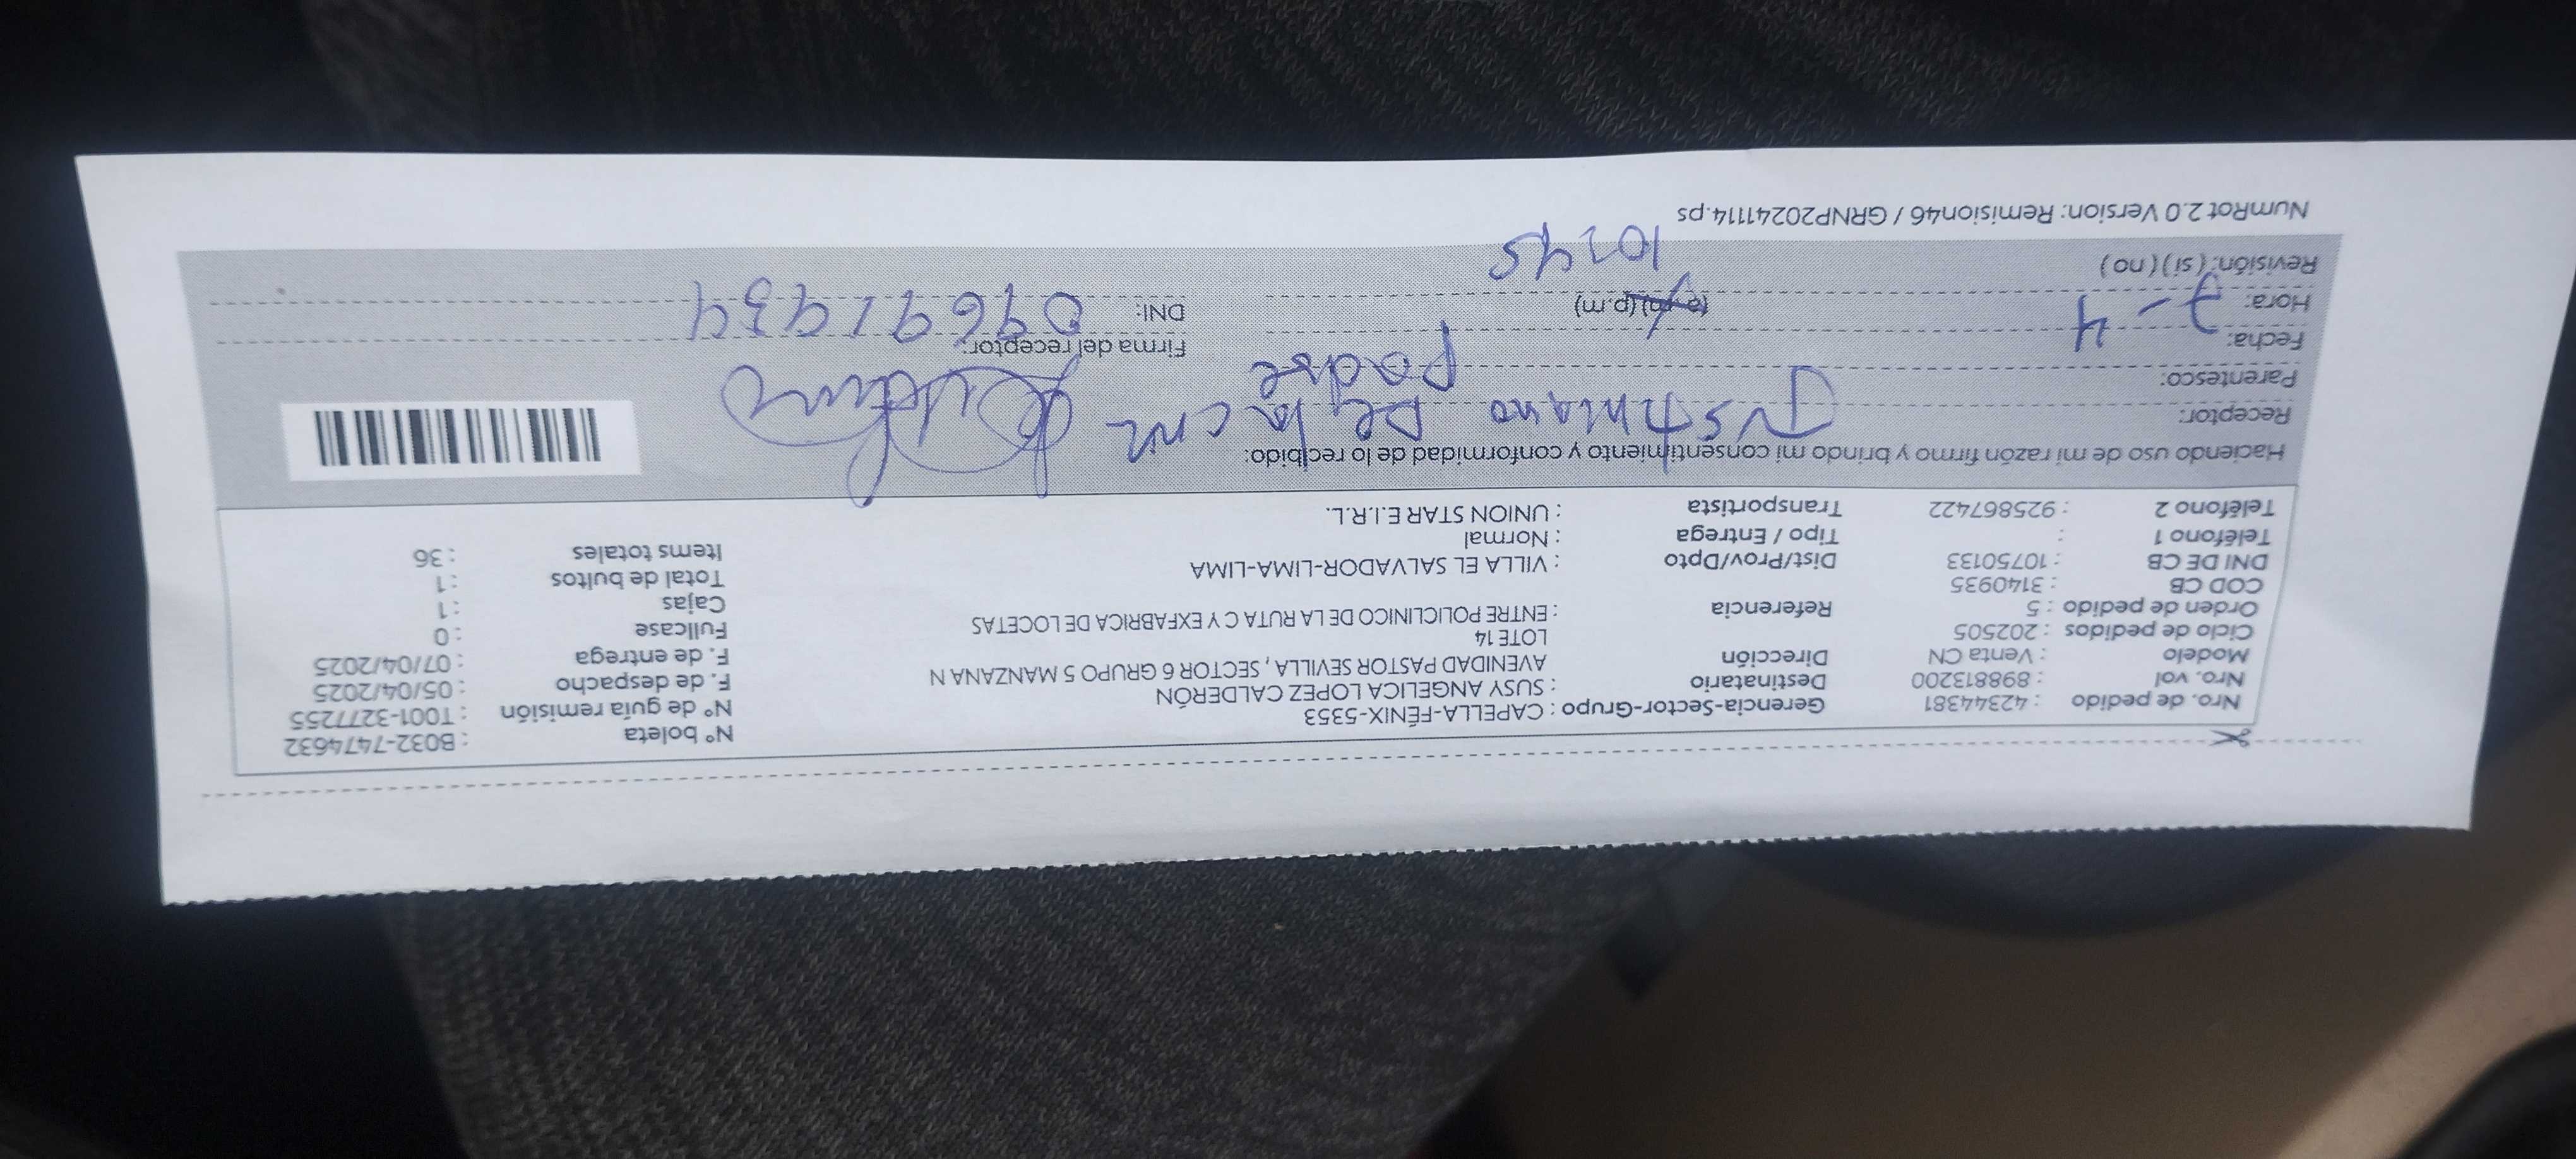 Nro. de pedido : 42344381
Nro. vol : 898813200
Modelo : Venta CN
Ciclo de pedidos : 202505
Orden de pedido : 5
COD CB : 3140935
DNI DE CB : 10750133
Teléfono 1 :
Teléfono 2 : 925867422
Gerencia-Sector-Grupo : CAPELLA-FÉNIX-5353
Destinatario : SUSY ANGELICA LOPEZ CALDERÓN
Dirección AVENIDAD PASTOR SEVILLA , SECTOR 6 GRUPO 5 MANZANA N
LOTE 14
Referencia : ENTRE POLICLINICO DE LA RUTA C Y EXFABRICA DE LOCETAS
Dist/Prov/Dpto : VILLA EL SALVADOR-LIMA-LIMA
Tipo / Entrega : Normal
Transportista : UNION STAR E.I.R.L.
N° boleta : B032-7474632
N° de guía remisión : T001-3277255
F. de despacho : 05/04/2025
F. de entrega : 07/04/2025
Fullcase : 0
Cajas : 1
Total de bultos : 1
Items totales : 36
Haciendo uso de mi razón firmo y brindo mi consentimiento y conformidad de lo recibido:
Receptor: Justiniano De la cruz
Parentesco: Padre
Fecha: 7-4
Firma del receptor:
Hora: (a.m) (p.m) 10:45
DNI: 09691934
Revisión: ( si ) ( no )
NumRot 2.0 Version: Remision46 / GRNP20241114.ps